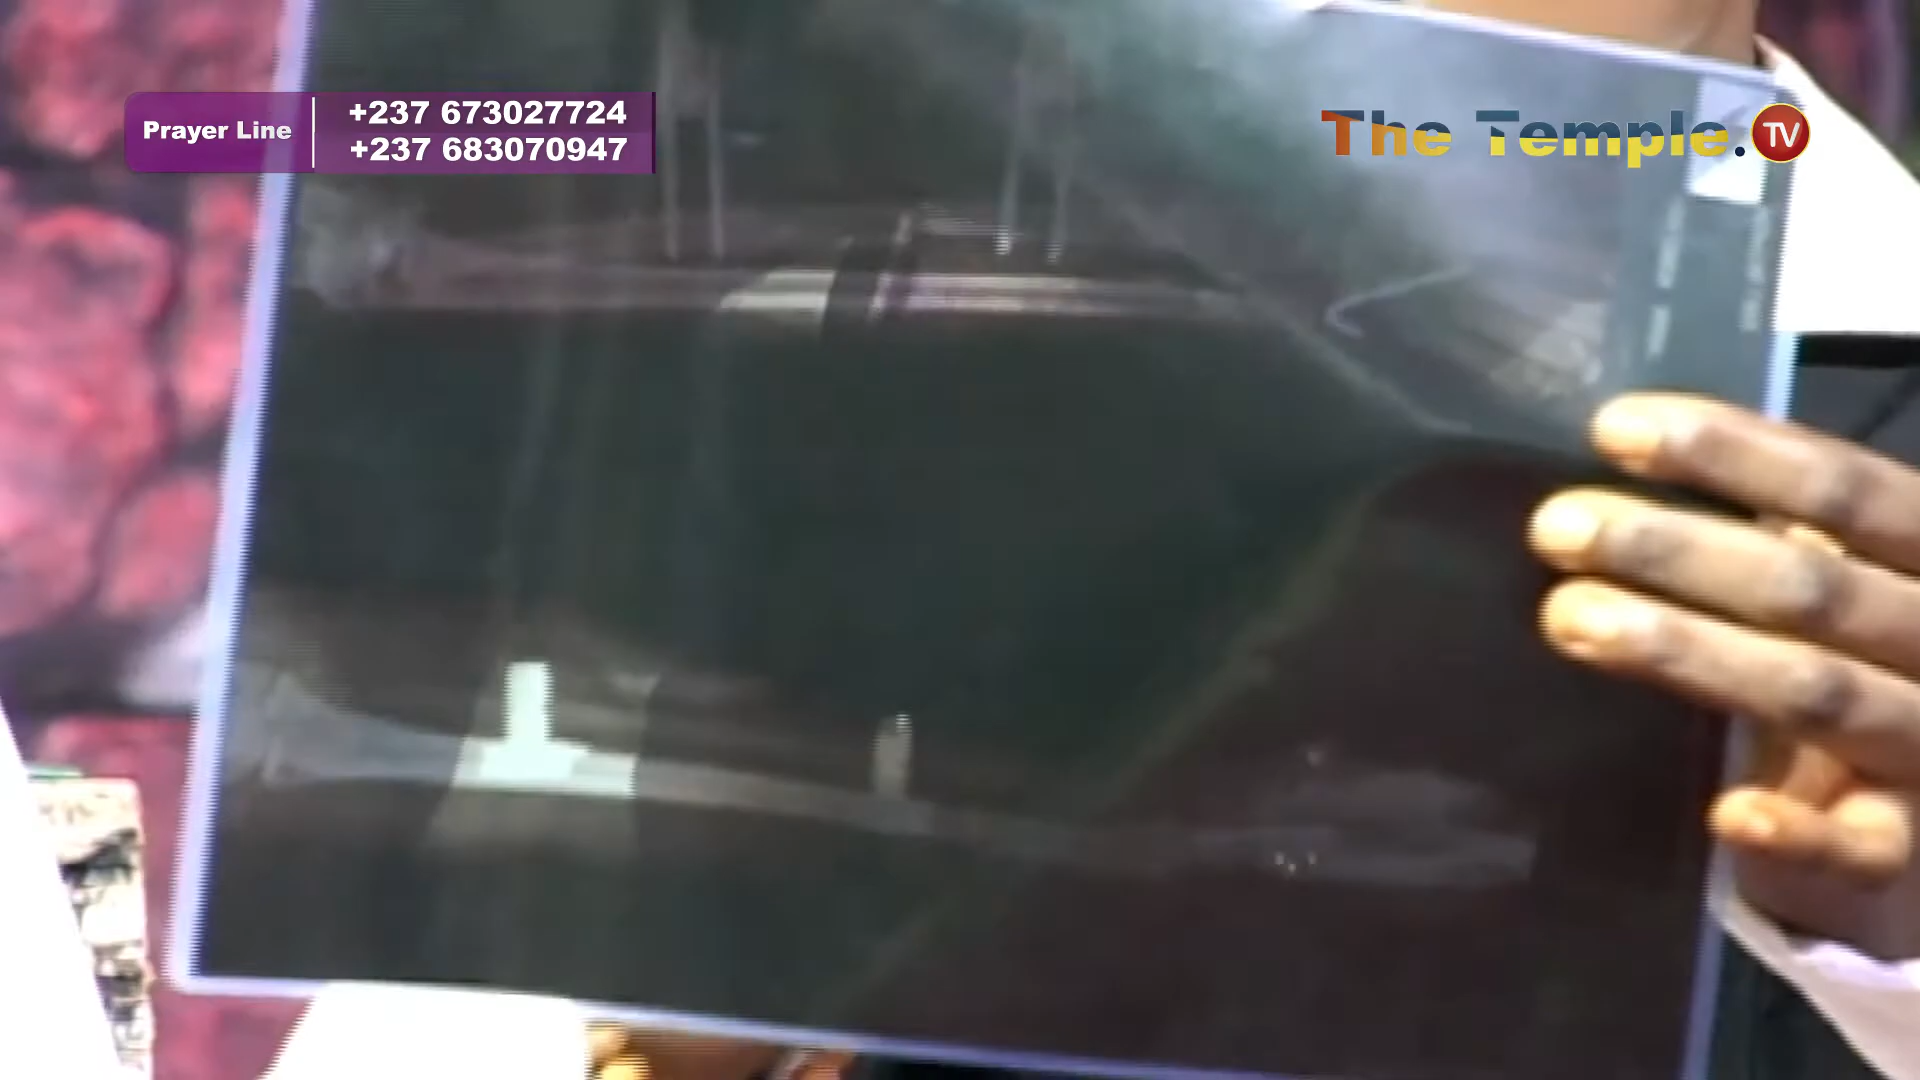 Prayer Line
+237 673027724
+237 683070947
The Temple.TV